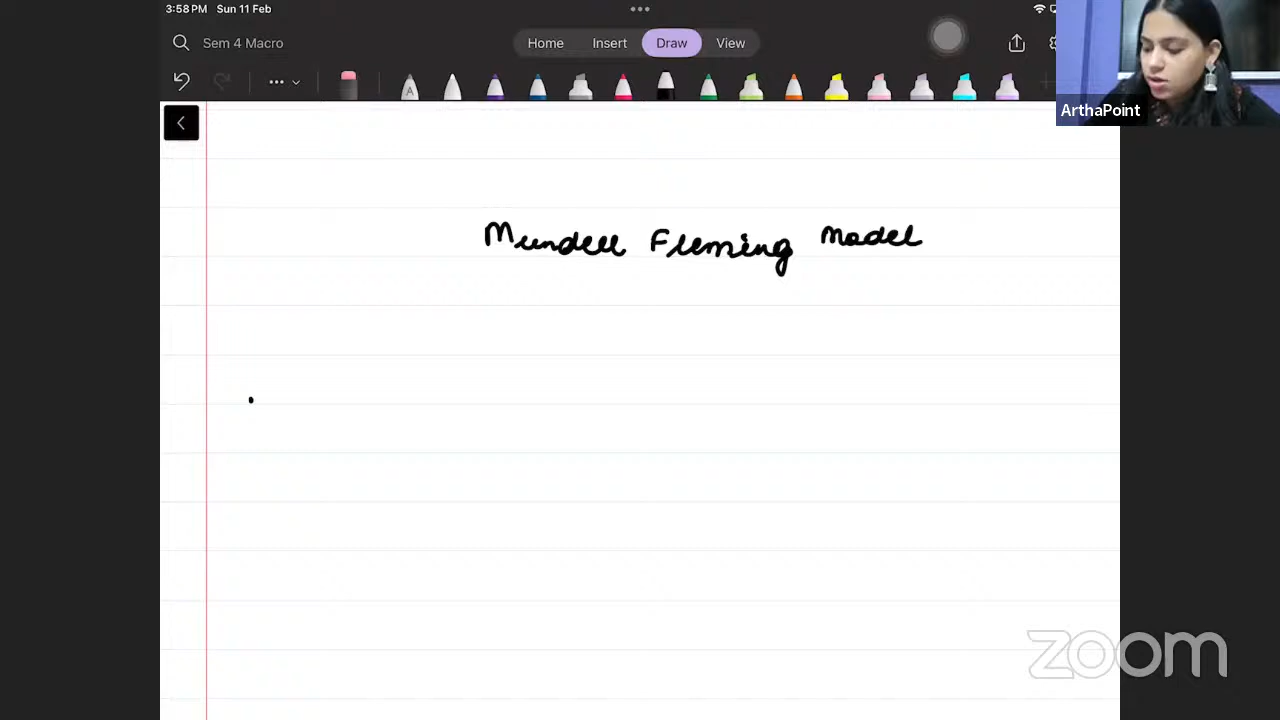 3:58 PM Sun 11 Feb
Sem 4 Macro
Home Insert Draw View
A
ArthaPoint
Mundell Fleming Model
zoom